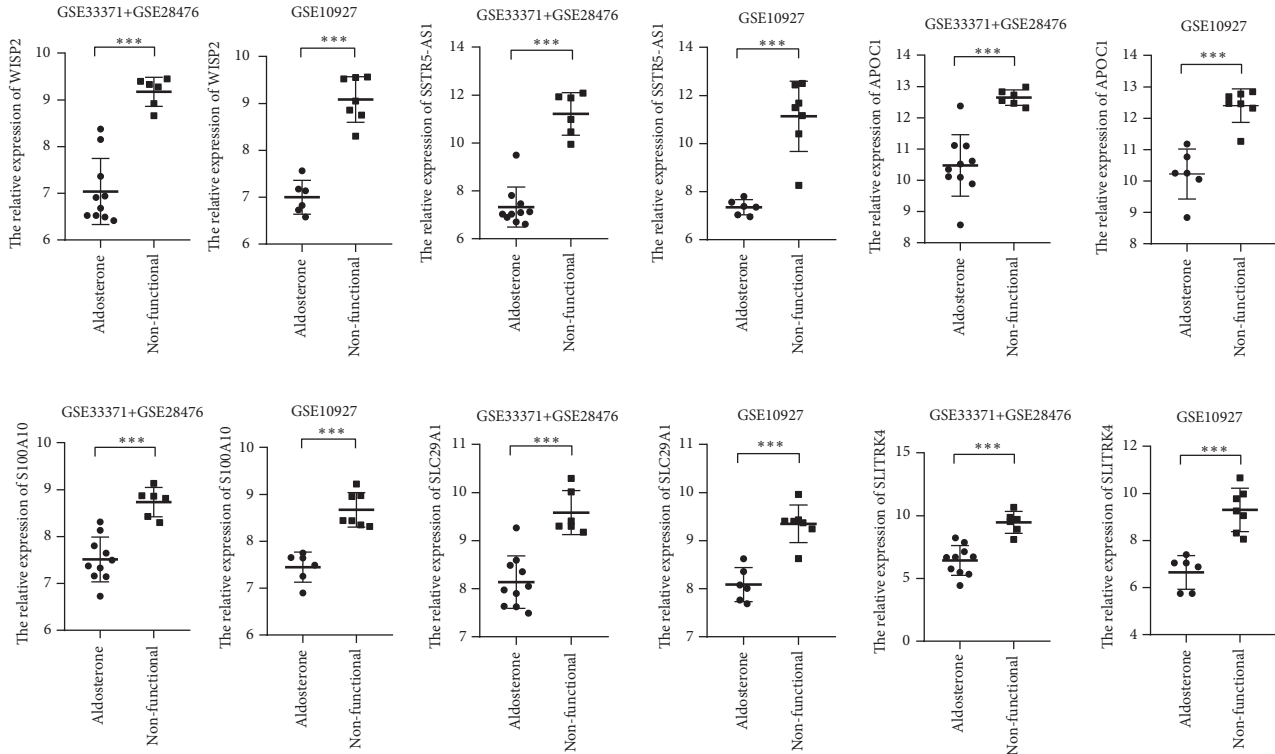 GSE33371+GSE28476
The relative expression of WISP2
10
9
8
7
6
***
Aldosterone
Non-functional
GSE10927
The relative expression of WISP2
10
9
8
7
6
***
Aldosterone
Non-functional
GSE33371+GSE28476
The relative expression of SSTR5-AS1
14
12
10
8
6
***
Aldosterone
Non-functional
GSE10927
The relative expression of SSTR5-AS1
14
12
10
8
6
***
Aldosterone
Non-functional
GSE33371+GSE28476
The relative expression of APOC1
14
13
12
11
10
9
8
***
Aldosterone
Non-functional
GSE10927
The relative expression of APOC1
14
13
12
11
10
9
8
***
Aldosterone
Non-functional
GSE33371+GSE28476
The relative expression of S100A10
10
9
8
7
6
***
Aldosterone
Non-functional
GSE10927
The relative expression of S100A10
10
9
8
7
6
***
Aldosterone
Non-functional
GSE33371+GSE28476
The relative expression of SLC29A1
11
10
9
8
7
***
Aldosterone
Non-functional
GSE10927
The relative expression of SLC29A1
11
10
9
8
7
***
Aldosterone
Non-functional
GSE33371+GSE28476
The relative expression of SLITRK4
15
10
5
0
***
Aldosterone
Non-functional
GSE10927
The relative expression of SLITRK4
12
10
8
6
4
***
Aldosterone
Non-functional